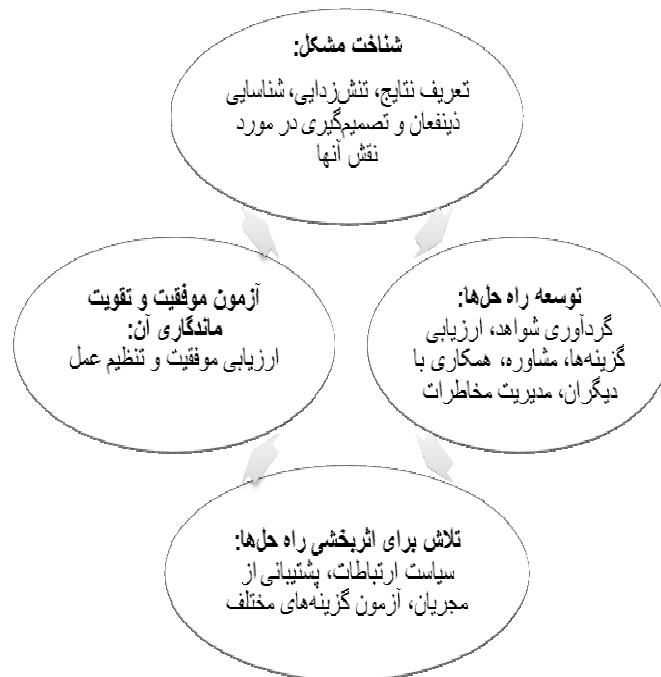 شناخت مشکل:
تعریف نتایج، تنش‌زدایی، شناسایی
ذینفعان و تصمیم‌گیری در مورد
نقش آنها
توسعه راه حل‌ها:
گردآوری شواهد، ارزیابی
گزینه‌ها، مشاوره، همکاری با
دیگران، مدیریت مخاطرات
آزمون موفقیت و تقویت
ماندگاری آن:
ارزیابی موفقیت و تنظیم عمل
تلاش برای اثربخشی راه حل‌ها:
سیاست ارتباطات، پشتیبانی از
مجریان، آزمون گزینه‌های مختلف